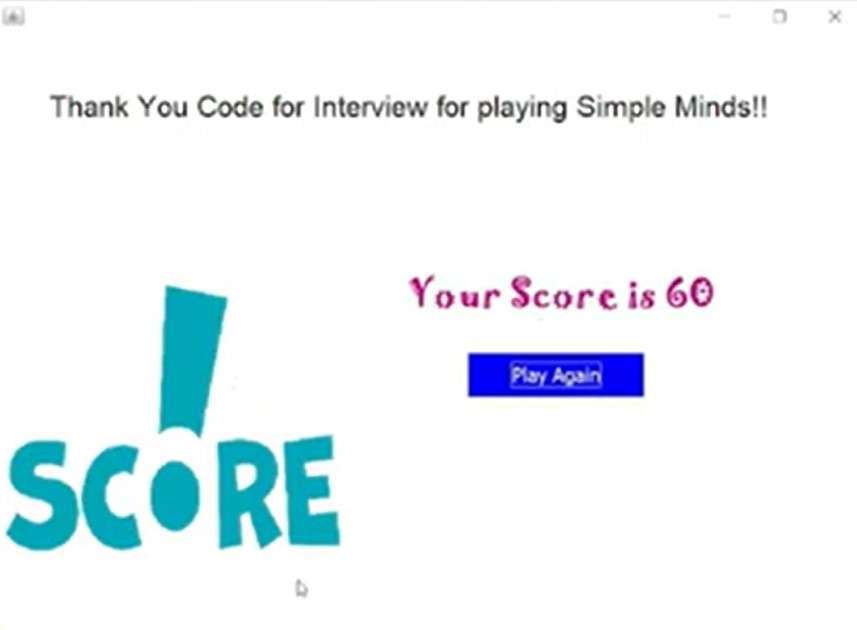 Thank You Code for Interview for playing Simple Minds!!
Your Score is 60
Play Again
SCORE